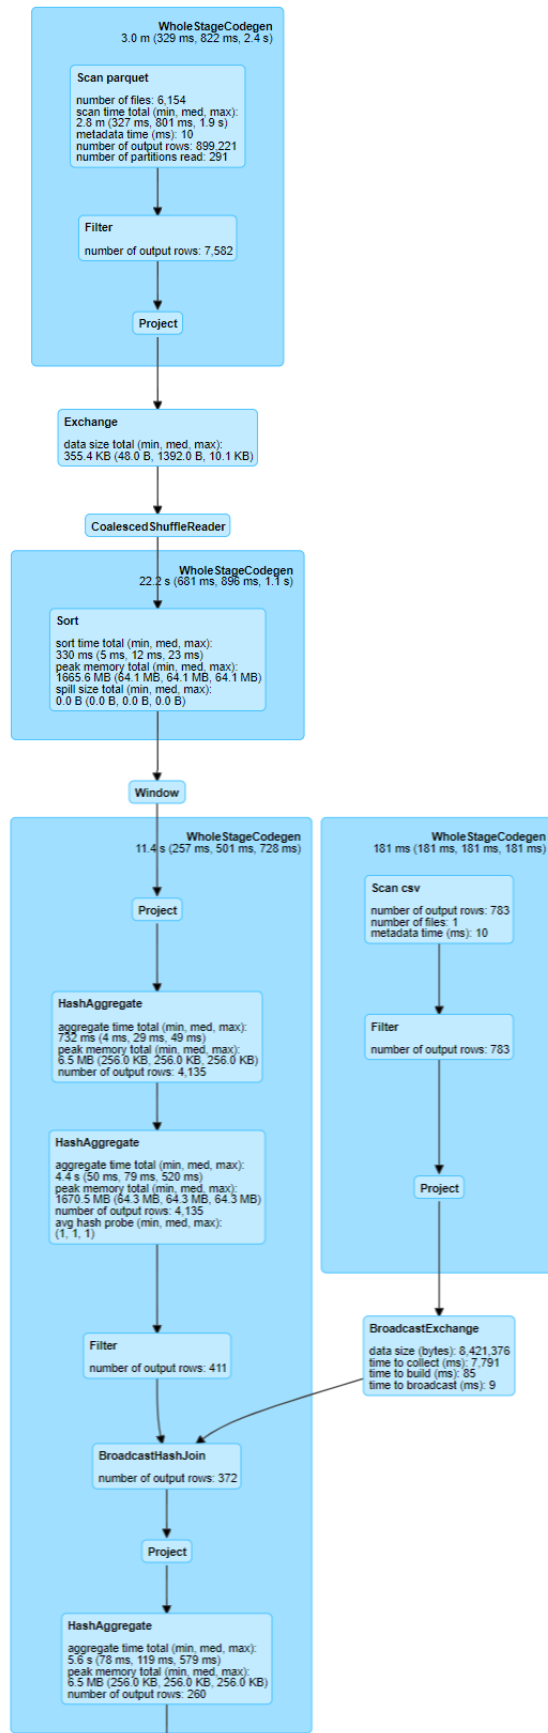 WholeStageCodegen
3.0 m (329 ms, 822 ms, 2.4 s)
Scan parquet
number of files: 6,154
scan time total (min, med, max):
2.8 m (327 ms, 801 ms, 1.9 s)
metadata time (ms): 10
number of output rows: 899,221
number of partitions read: 291
Filter
number of output rows: 7,582
Project
Exchange
data size total (min, med, max):
355.4 KB (48.0 B, 1392.0 B, 10.1 KB)
CoalescedShuffleReader
WholeStageCodegen
22.2 s (681 ms, 896 ms, 1.1 s)
Sort
sort time total (min, med, max):
330 ms (5 ms, 12 ms, 23 ms)
peak memory total (min, med, max):
1665.6 MB (64.1 MB, 64.1 MB, 64.1 MB)
spill size total (min, med, max):
0.0 B (0.0 B, 0.0 B, 0.0 B)
Window
WholeStageCodegen
11.4 s (257 ms, 501 ms, 728 ms)
Project
HashAggregate
aggregate time total (min, med, max):
732 ms (4 ms, 29 ms, 49 ms)
peak memory total (min, med, max):
6.5 MB (256.0 KB, 256.0 KB, 256.0 KB)
number of output rows: 4,135
HashAggregate
aggregate time total (min, med, max):
4.4 s (50 ms, 79 ms, 520 ms)
peak memory total (min, med, max):
1670.5 MB (64.3 MB, 64.3 MB, 64.3 MB)
number of output rows: 4,135
avg hash probe (min, med, max):
(1, 1, 1)
Filter
number of output rows: 411
WholeStageCodegen
181 ms (181 ms, 181 ms, 181 ms)
Scan csv
number of output rows: 783
number of files: 1
metadata time (ms): 10
Filter
number of output rows: 783
Project
BroadcastExchange
data size (bytes): 8,421,376
time to collect (ms): 7,791
time to build (ms): 85
time to broadcast (ms): 9
BroadcastHashJoin
number of output rows: 372
Project
HashAggregate
aggregate time total (min, med, max):
5.6 s (78 ms, 119 ms, 579 ms)
peak memory total (min, med, max):
6.5 MB (256.0 KB, 256.0 KB, 256.0 KB)
number of output rows: 260